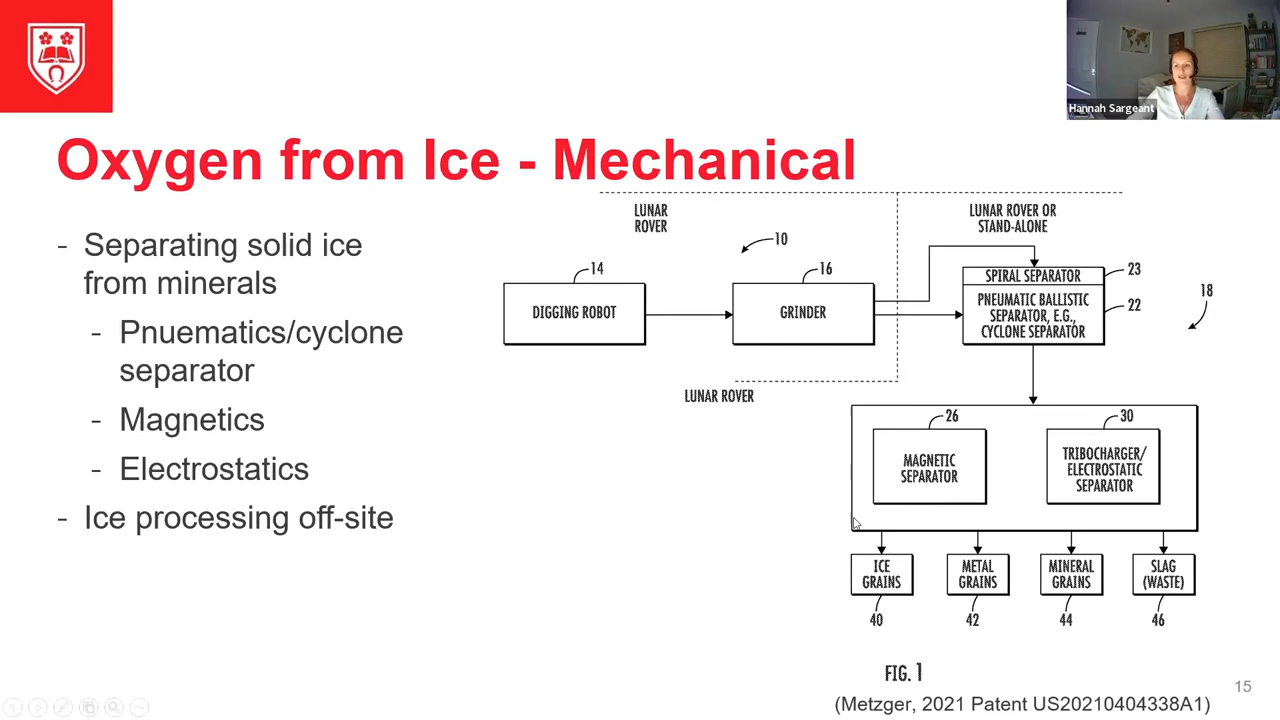 Hannah Sargeant
Oxygen from Ice - Mechanical
- Separating solid ice
from minerals
- Pnuematics/cyclone
separator
- Magnetics
- Electrostatics
- Ice processing off-site
LUNAR
ROVER
LUNAR ROVER OR
STAND-ALONE
10
14
16
23
22
18
DIGGING ROBOT
GRINDER
SPIRAL SEPARATOR
PNEUMATIC BALLISTIC
SEPARATOR, E.G.,
CYCLONE SEPARATOR
LUNAR ROVER
26
30
MAGNETIC
SEPARATOR
TRIBOCHARGER/
ELECTROSTATIC
SEPARATOR
ICE
GRAINS
METAL
GRAINS
MINERAL
GRAINS
SLAG
(WASTE)
40
42
44
46
FIG. 1
(Metzger, 2021 Patent US20210404338A1)
15